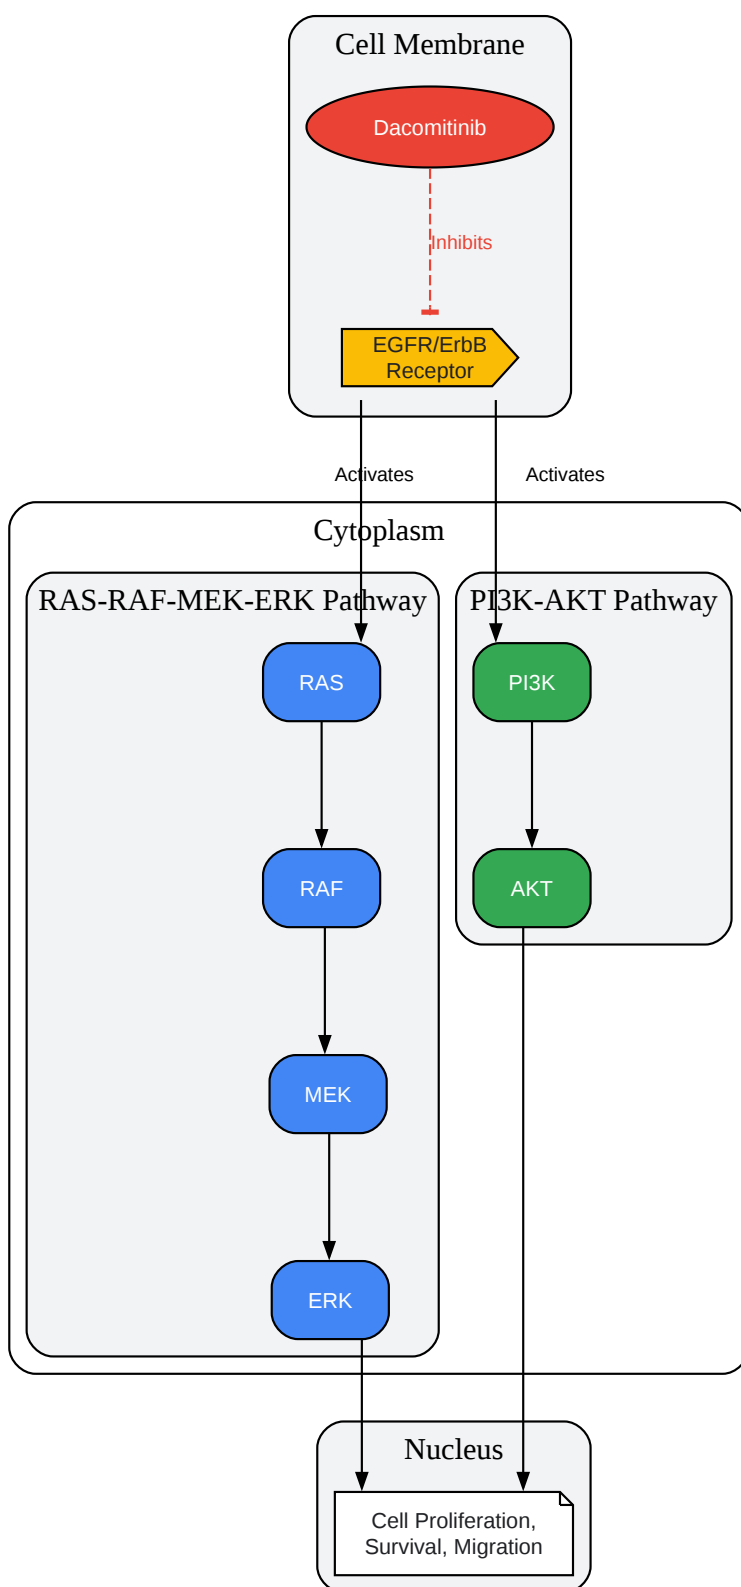 Cell Membrane
Dacomitinib
Inhibits
EGFR/ErbB
Receptor
Activates
Activates
Cytoplasm
RAS-RAF-MEK-ERK Pathway
PI3K-AKT Pathway
RAS
PI3K
RAF
AKT
MEK
ERK
Nucleus
Cell Proliferation,
Survival, Migration